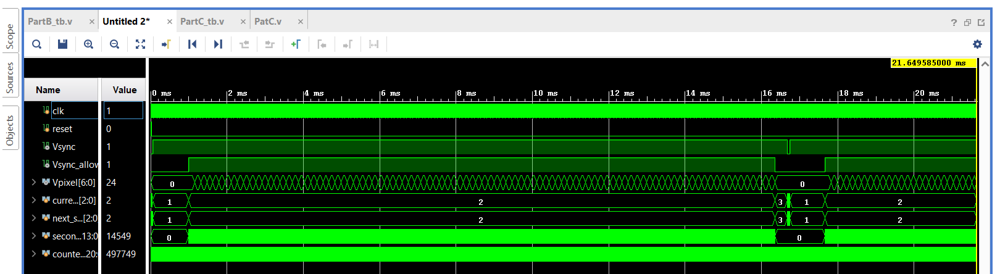 PartB_tb.v × Untitled 2* × PartC_tb.v × PatC.v ×
Scope
Sources
Objects
21.649585000 ms
Name Value
0 ms 2 ms 4 ms 6 ms 8 ms 10 ms 12 ms 14 ms 16 ms 18 ms 20 ms
clk 1
reset 0
Vsync 1
Vsync_allov 1
Vpixel[6:0] 24 0 0
curre...[2:0] 2 1 2 3 1 2
next_s...[2:0 2 1 2 3 1 2
secon...13:0 14549 0 0
counte...20: 497749